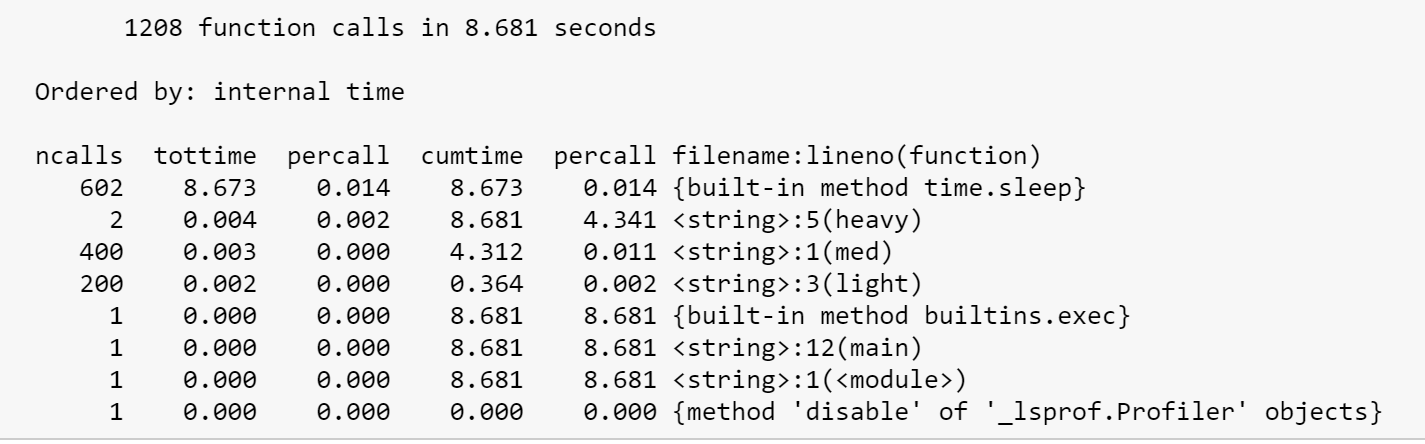 1208 function calls in 8.681 seconds
Ordered by: internal time
ncalls  tottime  percall  cumtime  percall filename:lineno(function)
602    8.673    0.014    8.673    0.014 {built-in method time.sleep}
2    0.004    0.002    8.681    4.341 <string>:5(heavy)
400    0.003    0.000    4.312    0.011 <string>:1(med)
200    0.002    0.000    0.364    0.002 <string>:3(light)
1    0.000    0.000    8.681    8.681 {built-in method builtins.exec}
1    0.000    0.000    8.681    8.681 <string>:12(main)
1    0.000    0.000    8.681    8.681 <string>:1(<module>)
1    0.000    0.000    0.000    0.000 {method 'disable' of '_lsprof.Profiler' objects}